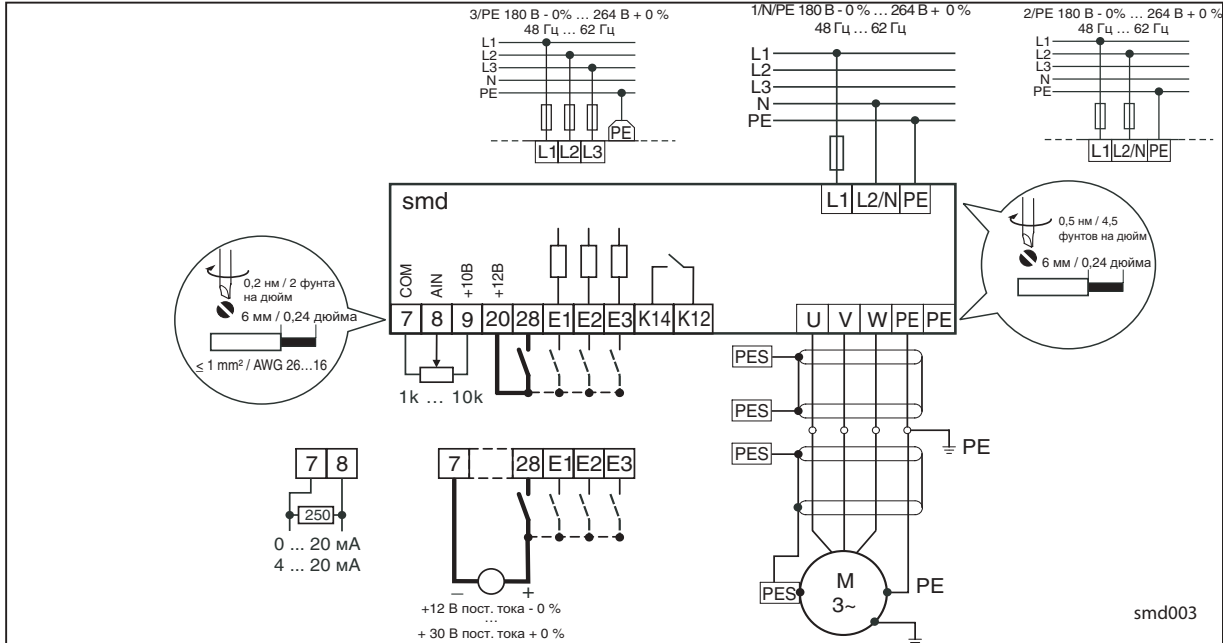 3/PE 180 В - 0% ... 264 В + 0 %
48 Гц ... 62 Гц
L1
L2
L3
N
PE
PE
L1 L2 L3
1/N/PE 180 В - 0% ... 264 В + 0 %
48 Гц ... 62 Гц
L1
L2
L3
N
PE
2/PE 180 В - 0% ... 264 В + 0 %
48 Гц ... 62 Гц
L1
L2
L3
N
PE
L1 L2/N PE
smd
L1 L2/N PE
0,2 нм / 2 фунта
на дюйм
6 мм / 0,24 дюйма
≤ 1 mm² / AWG 26...16
0,5 нм / 4,5
фунтов на дюйм
6 мм / 0,24 дюйма
COM AIN +10В +12В
7 8 9 20 28 E1 E2 E3 K14 K12
U V W PE PE
1k ... 10k
PES
PES
PES
PE
7 8
250
0 ... 20 мА
4 ... 20 мА
7 28 E1 E2 E3
– +
+12 В пост. тока - 0 %
...
+ 30 В пост. тока + 0 %
PES
M
3~
PE
smd003